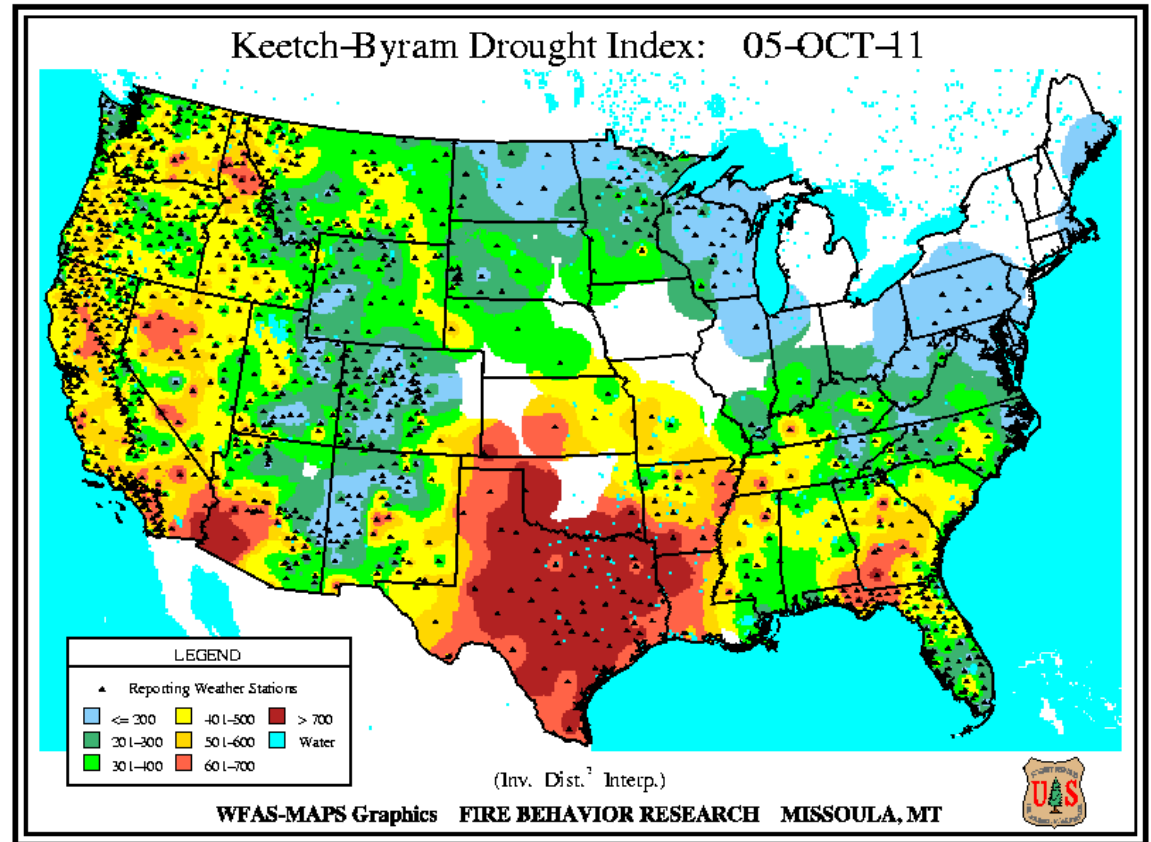 Keetch-Byram Drought Index: 05-OCT-11
LEGEND
Reporting Weather Stations
<= 200 401-500 > 700
201-300 501-600 Water
301-400 601-700
(Inv. Dist.² Interp.)
WFAS-MAPS Graphics FIRE BEHAVIOR RESEARCH MISSOULA, MT
US